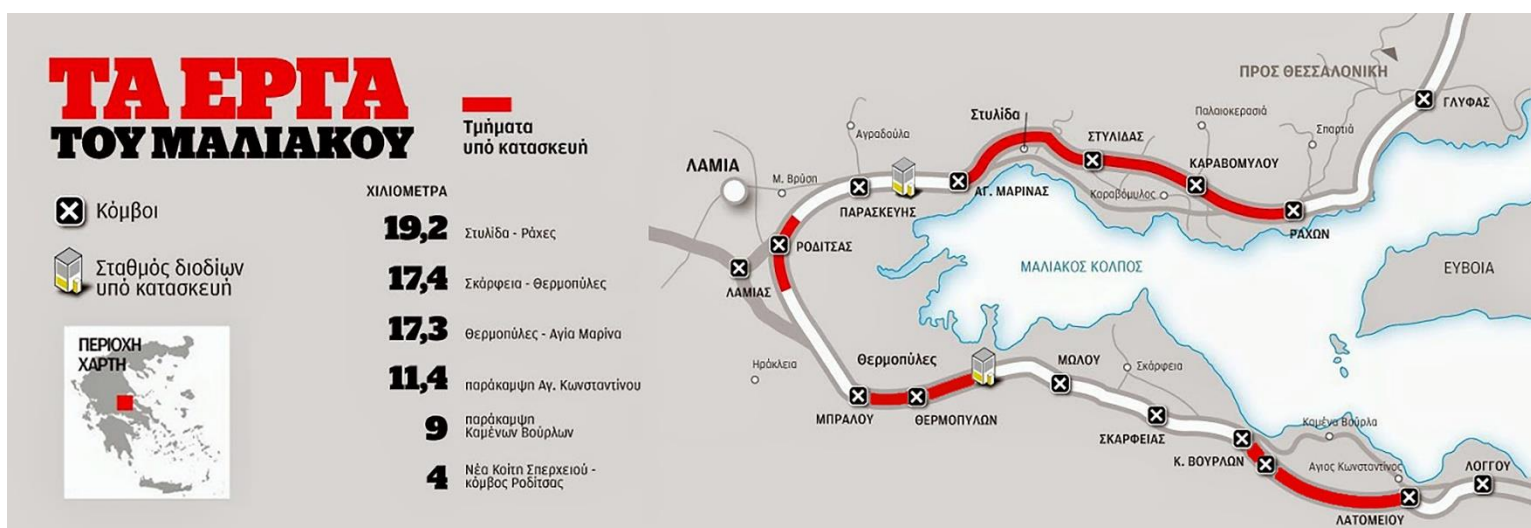 ΤΑ ΕΡΓΑ
ΤΟΥ ΜΑΛΙΑΚΟΥ
Τμήματα
υπό κατασκευή
Κόμβοι
Σταθμός διοδίων
υπό κατασκευή
ΠΕΡΙΟΧΗ
ΧΑΡΤΗ
ΧΙΛΙΟΜΕΤΡΑ
19,2 Στυλίδα - Ράχες
17,4 Σκάρφεια - Θερμοπύλες
17,3 Θερμοπύλες - Αγία Μαρίνα
11,4 παράκαμψη Αγ. Κωνσταντίνου
9 παράκαμψη
Καμένων Βούρλων
4 Νέα Κοίτη Σπερχειού -
κόμβος Ροδίτσας
ΠΡΟΣ ΘΕΣΣΑΛΟΝΙΚΗ
ΓΛΥΦΑΣ
Παλαιοκερασιά
Σπαρτιά
Στυλίδα
Αγραδούλα
ΣΤΥΛΙΔΑΣ
ΚΑΡΑΒΟΜΥΛΟΥ
ΛΑΜΙΑ
Μ. Βρύση
ΠΑΡΑΣΚΕΥΗΣ
ΑΓ. ΜΑΡΙΝΑΣ
Καραβόμυλος
ΡΑΧΩΝ
ΡΟΔΙΤΣΑΣ
ΛΑΜΙΑΣ
ΜΑΛΙΑΚΟΣ ΚΟΛΠΟΣ
ΕΥΒΟΙΑ
Ηράκλεια
Θερμοπύλες
ΜΩΛΟΥ
Σκάρφεια
ΜΠΡΑΛΟΥ
ΘΕΡΜΟΠΥΛΩΝ
ΣΚΑΡΦΕΙΑΣ
Καμένα Βούρλα
Κ. ΒΟΥΡΛΩΝ
Αγιος Κωνσταντίνος
ΛΟΓΓΟΥ
ΛΑΤΟΜΕΙΟΥ